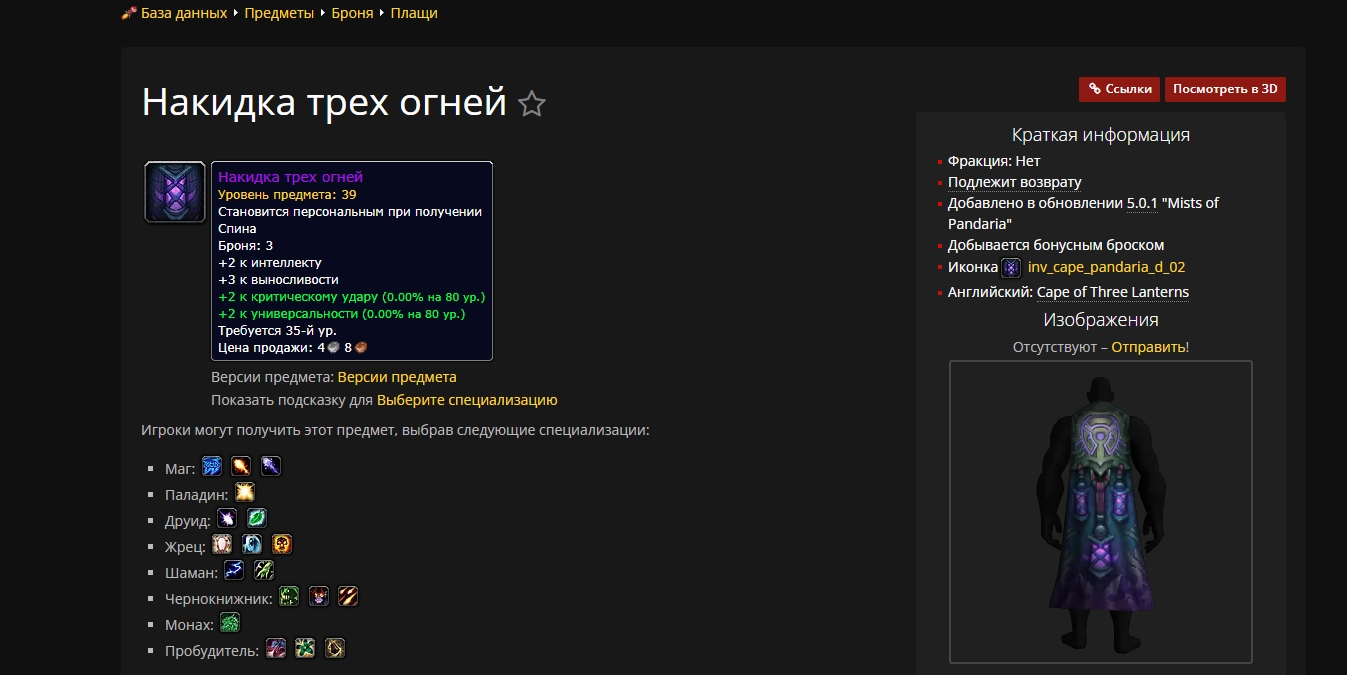 База данных ▸ Предметы ▸ Броня ▸ Плащи
Накидка трех огней
Ссылки
Посмотреть в 3D
Накидка трех огней
Уровень предмета: 39
Становится персональным при получении
Спина
Броня: 3
+2 к интеллекту
+3 к выносливости
+2 к критическому удару (0.00% на 80 ур.)
+2 к универсальности (0.00% на 80 ур.)
Требуется 35-й ур.
Цена продажи: 4 8
Версии предмета: Версии предмета
Показать подсказку для Выберите специализацию
Игроки могут получить этот предмет, выбрав следующие специализации:
Маг:
Паладин:
Друид:
Жрец:
Шаман:
Чернокнижник:
Монах:
Пробудитель:
Краткая информация
Фракция: Нет
Подлежит возврату
Добавлено в обновлении 5.0.1 "Mists of
Pandaria"
Добывается бонусным броском
Иконка inv_cape_pandaria_d_02
Английский: Cape of Three Lanterns
Изображения
Отсутствуют – Отправить!